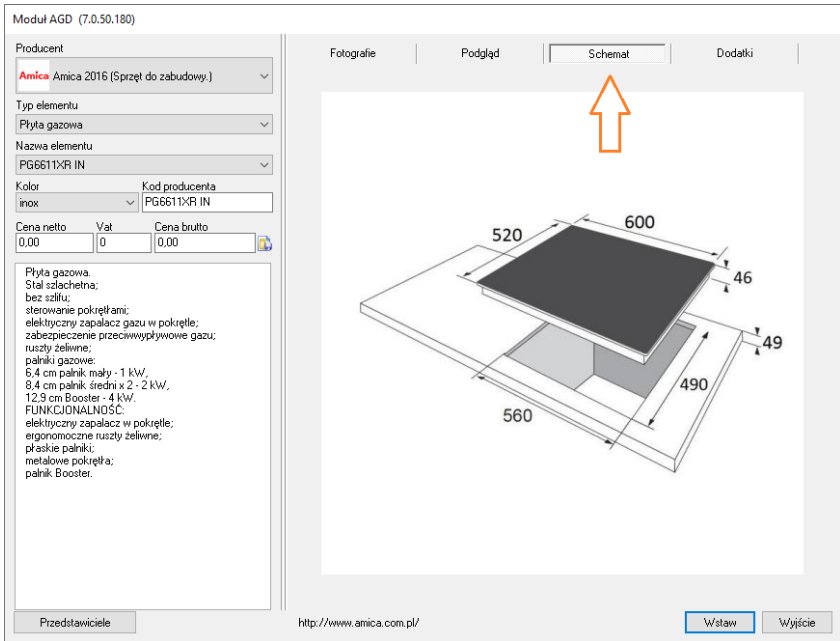 Moduł AGD (7.0.50.180)
Producent
Amica Amica 2016 (Sprzęt do zabudowy.)
Typ elementu
Płyta gazowa
Nazwa elementu
PG6611XR IN
Kolor Kod producenta
inox PG6611XR IN
Cena netto Vat Cena brutto
0,00 0 0,00
Płyta gazowa.
Stal szlachetna;
bez szlifu;
sterowanie pokrętłami;
elektryczny zapalacz gazu w pokrętle;
zabezpieczenie przeciwwypływowe gazu;
ruszty żeliwne;
palniki gazowe:
6,4 cm palnik mały - 1 kW,
8,4 cm palnik średni x 2 - 2 kW,
12,9 cm Booster - 4 kW.
FUNKCJONALNOŚĆ:
elektryczny zapalacz w pokrętle;
ergonomoczne ruszty żeliwne;
płaskie palniki;
metalowe pokrętła;
palnik Booster.
Przedstawiciele
Fotografie Podgląd Schemat Dodatki
520
600
46
49
490
560
http://www.amica.com.pl/
Wstaw Wyjście